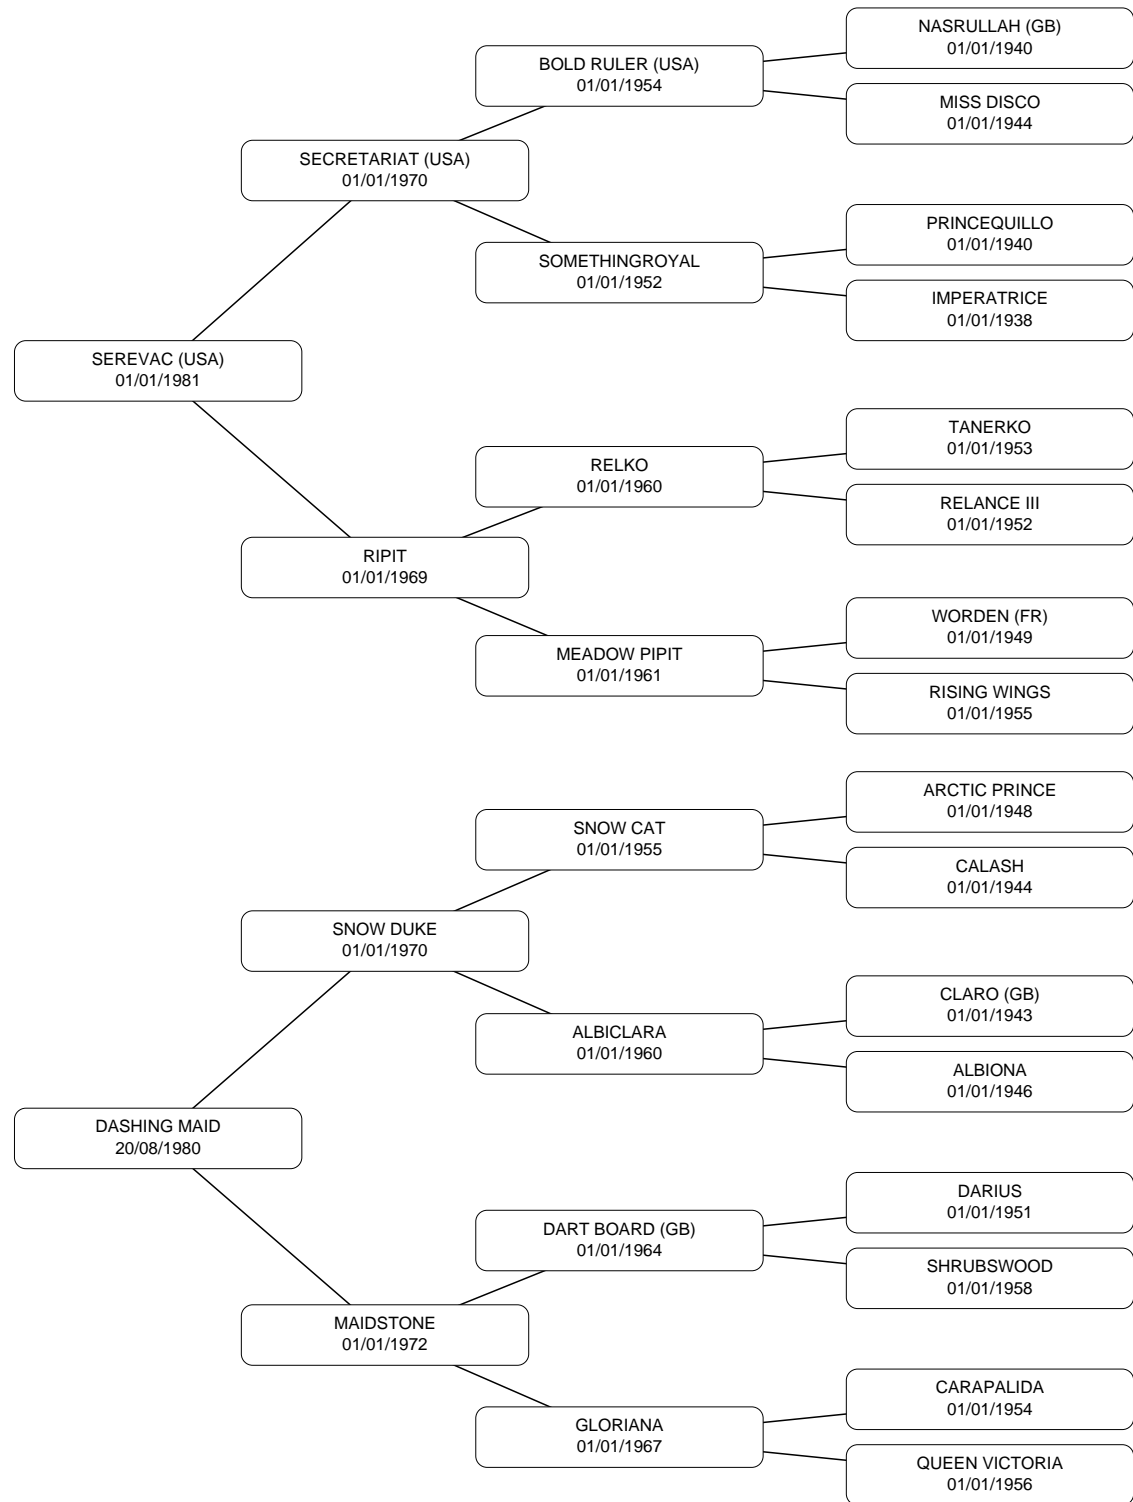 NASRULLAH (GB)
01/01/1940
BOLD RULER (USA)
01/01/1954
MISS DISCO
01/01/1944
SECRETARIAT (USA)
01/01/1970
PRINCEQUILLO
01/01/1940
SOMETHINGROYAL
01/01/1952
IMPERATRICE
01/01/1938
SEREVAC (USA)
01/01/1981
TANERKO
01/01/1953
RELKO
01/01/1960
RELANCE III
01/01/1952
RIPIT
01/01/1969
WORDEN (FR)
01/01/1949
MEADOW PIPIT
01/01/1961
RISING WINGS
01/01/1955
ARCTIC PRINCE
01/01/1948
SNOW CAT
01/01/1955
CALASH
01/01/1944
SNOW DUKE
01/01/1970
CLARO (GB)
01/01/1943
ALBICLARA
01/01/1960
ALBIONA
01/01/1946
DASHING MAID
20/08/1980
DARIUS
01/01/1951
DART BOARD (GB)
01/01/1964
SHRUBSWOOD
01/01/1958
MAIDSTONE
01/01/1972
CARAPALIDA
01/01/1954
GLORIANA
01/01/1967
QUEEN VICTORIA
01/01/1956